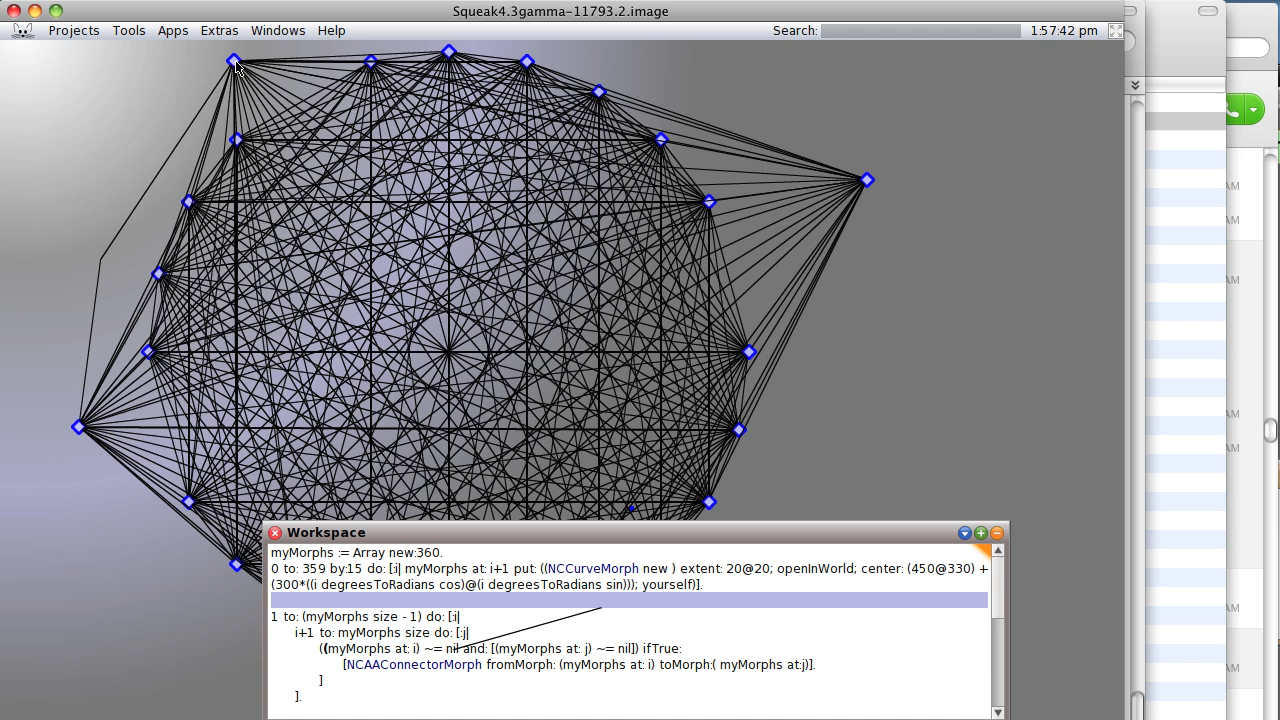 Squeak4.3gamma-11793.2.image
Projects Tools Apps Extras Windows Help Search: 1:57:42 pm
AM
AM
AM
AM
AM
AM
AM
Workspace
myMorphs := Array new:360.
0 to: 359 by:15 do: [:i| myMorphs at: i+1 put: ((NCCurveMorph new ) extent: 20@20; openInWorld; center: (450@330) +
(300*((i degreesToRadians cos)@(i degreesToRadians sin))); yourself)].
1 to: (myMorphs size - 1) do: [:i|
i+1 to: myMorphs size do: [:j|
((myMorphs at: i) ~= nil and: [(myMorphs at: j) ~= nil]) ifTrue:
[NCAAConnectorMorph fromMorph: (myMorphs at: i) toMorph:( myMorphs at:j)].
]
].